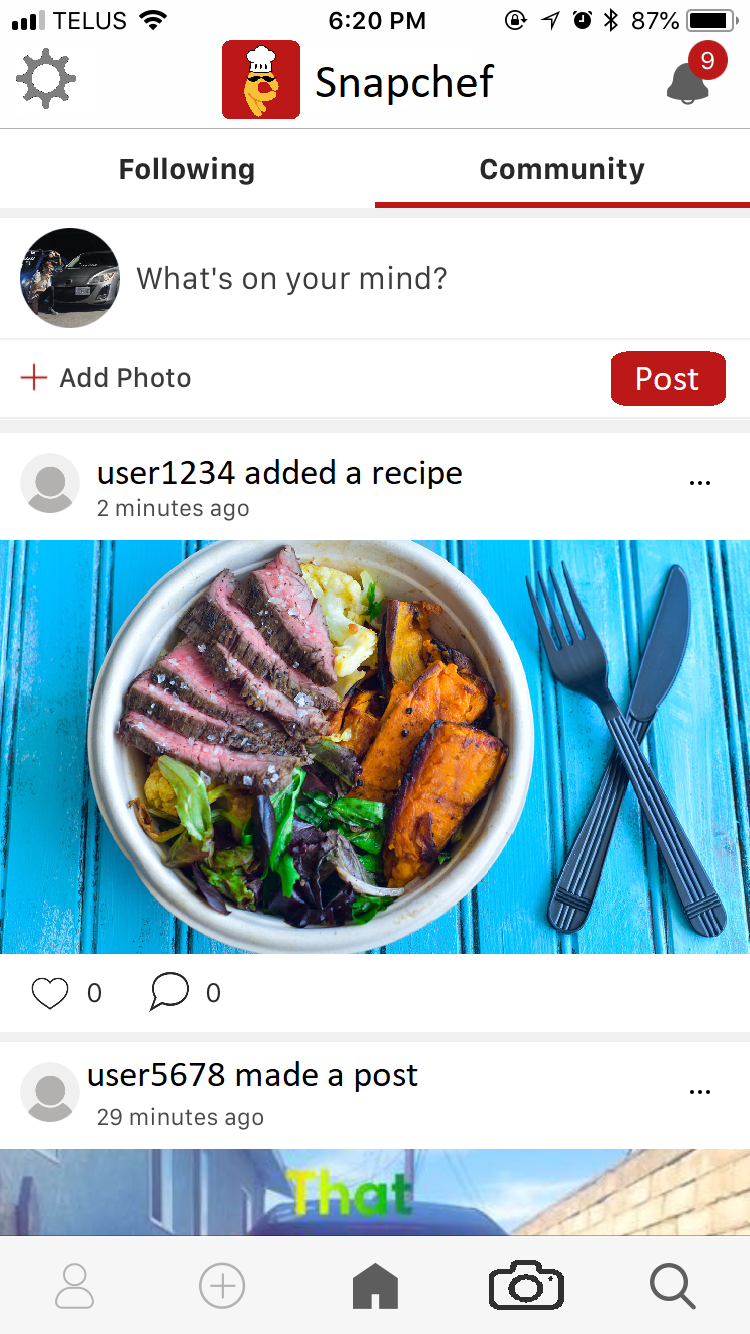 TELUS 6:20 PM 87%
Snapchef 9
Following Community
What's on your mind?
Add Photo Post
user1234 added a recipe ...
2 minutes ago
0 0
user5678 made a post ...
29 minutes ago
That